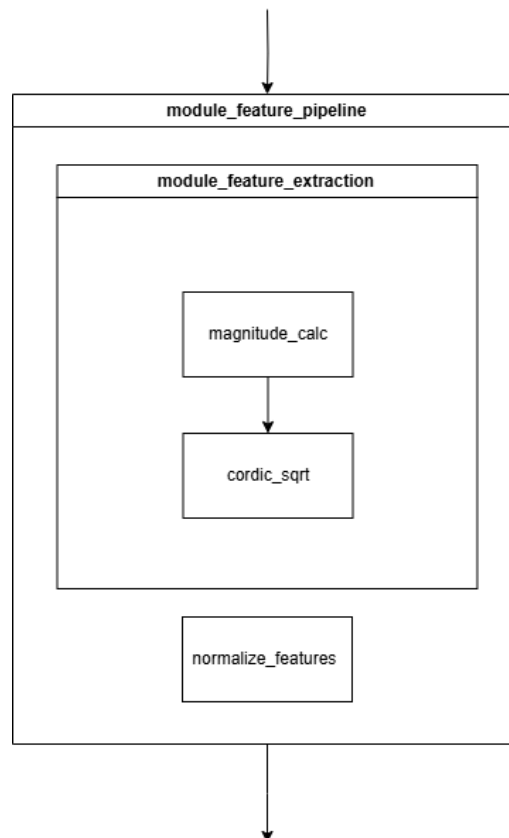 module_feature_pipeline
module_feature_extraction
magnitude_calc
cordic_sqrt
normalize_features